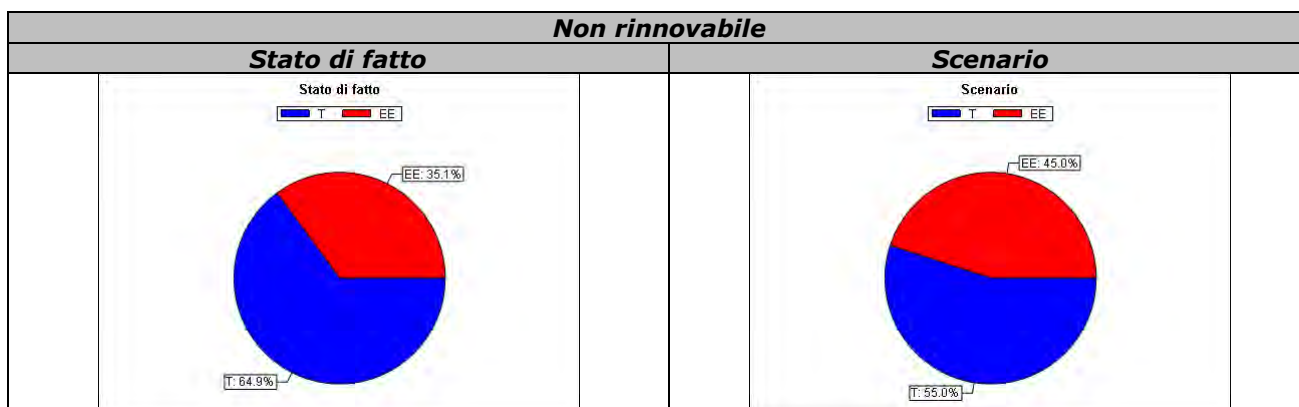 Non rinnovabile
Stato di fatto
Scenario
Stato di fatto
T EE
EE: 35.1%
T: 64.9%
Scenario
T EE
EE: 45.0%
T: 55.0%